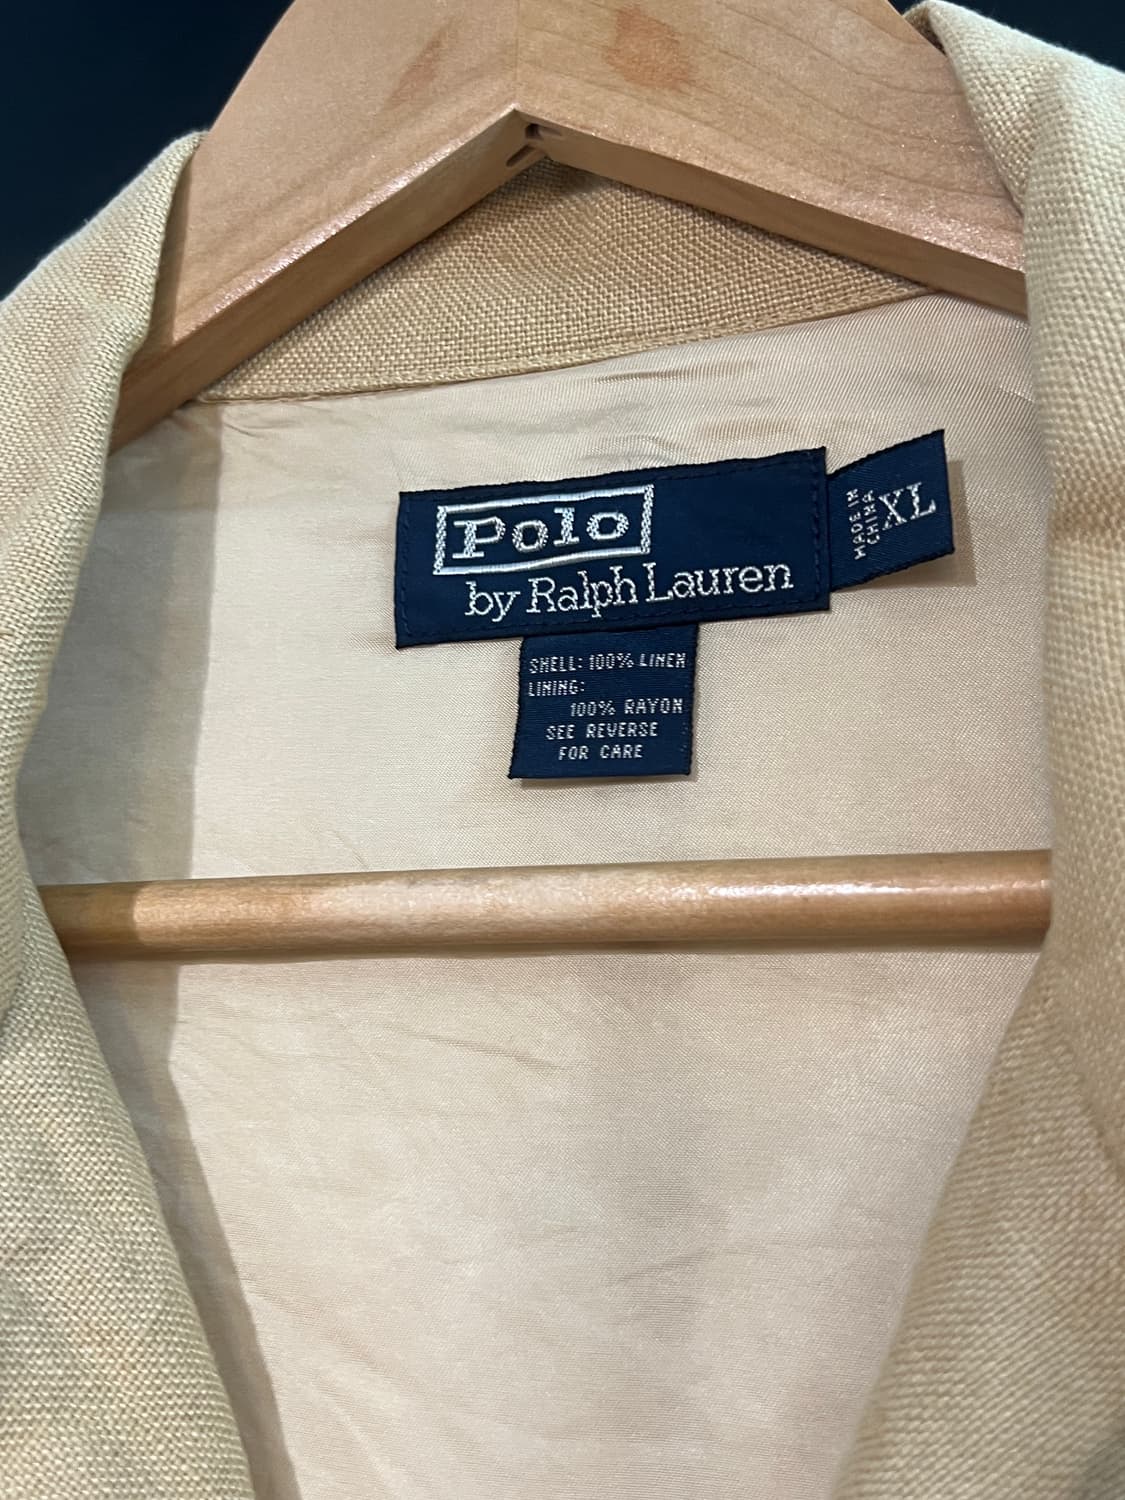 Polo
by Ralph Lauren
MADE IN
CHINA
XL
SHELL: 100% LINEN
LINING:
100% RAYON
SEE REVERSE
FOR CARE